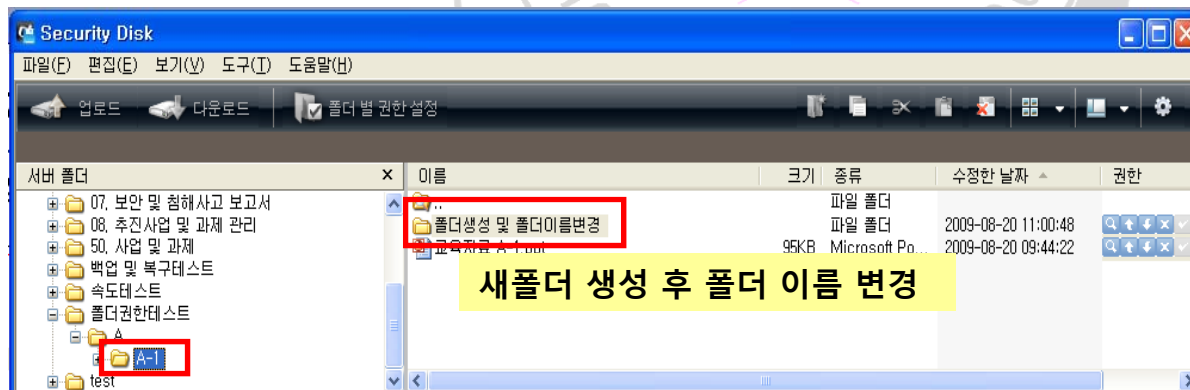 Security Disk
파일(F) 편집(E) 보기(V) 도구(T) 도움말(H)
업로드 다운로드 폴더 별 권한 설정
서버 폴더 x 이름 크기 종류 수정한 날짜 권한
07. 보안 및 침해사고 보고서
08. 추진사업 및 과제 관리
50. 사업 및 과제
백업 및 복구테스트
속도테스트
폴더권한테스트
A
A-1
test
.. 파일 폴더
폴더생성 및 폴더이름변경 파일 폴더 2009-08-20 11:00:48
교육자료 A-1.ppt 95KB Microsoft Po... 2009-08-20 09:44:22
새폴더 생성 후 폴더 이름 변경